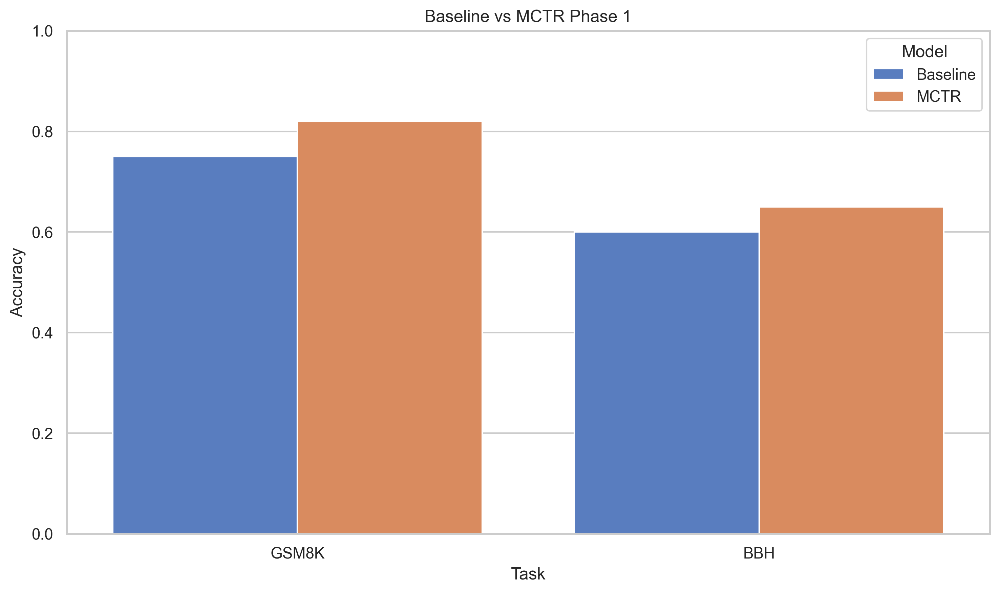 Baseline vs MCTR Phase 1
1.0
0.8
0.6
0.4
0.2
0.0
Accuracy
Model
Baseline
MCTR
GSM8K
BBH
Task